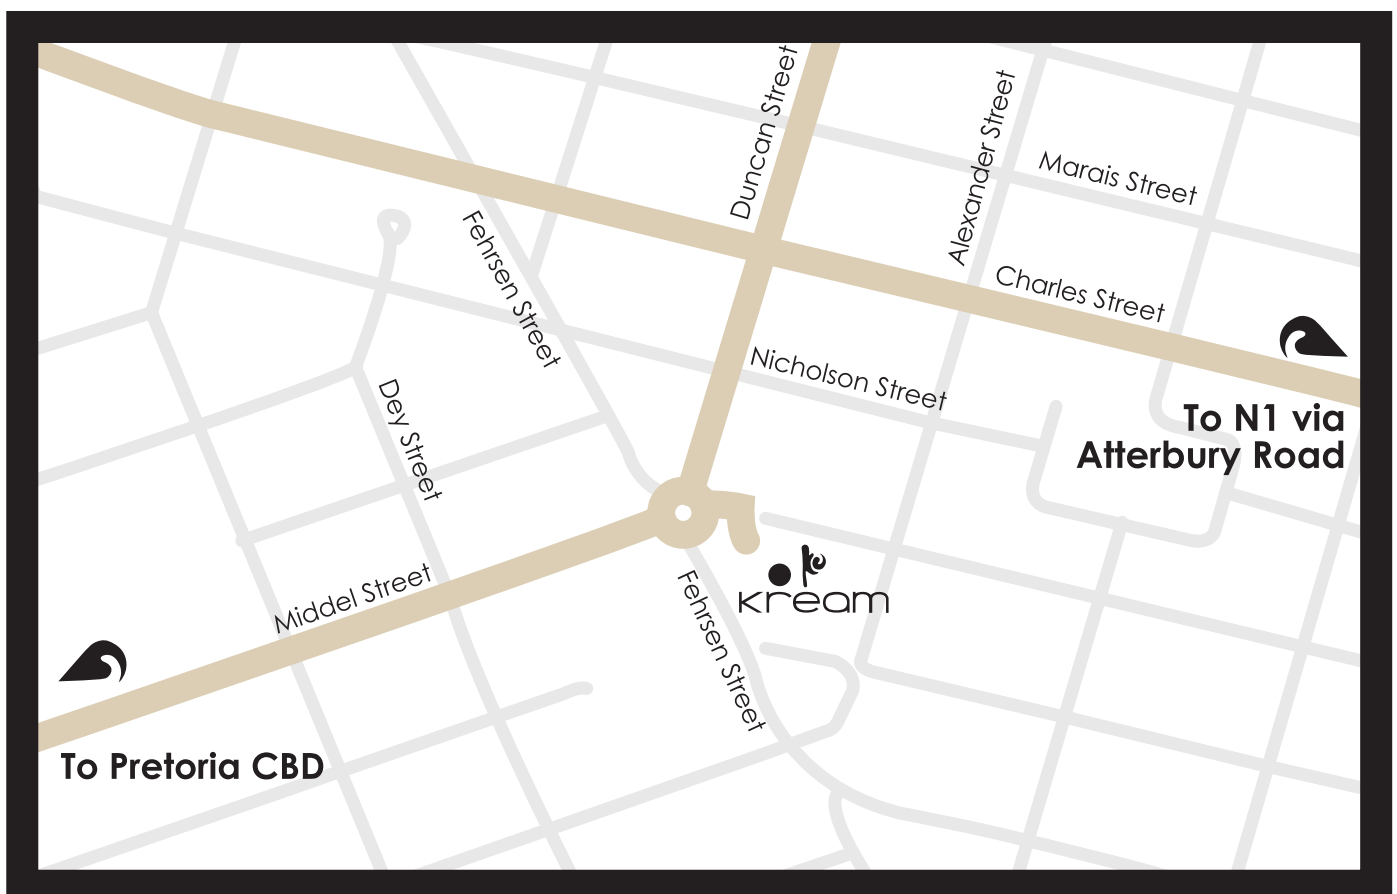 Duncan Street
Alexander Street
Marais Street
Fehrsen Street
Charles Street
Nicholson Street
Dey Street
To N1 via
Atterbury Road
Middel Street
kream
Fehrsen Street
To Pretoria CBD